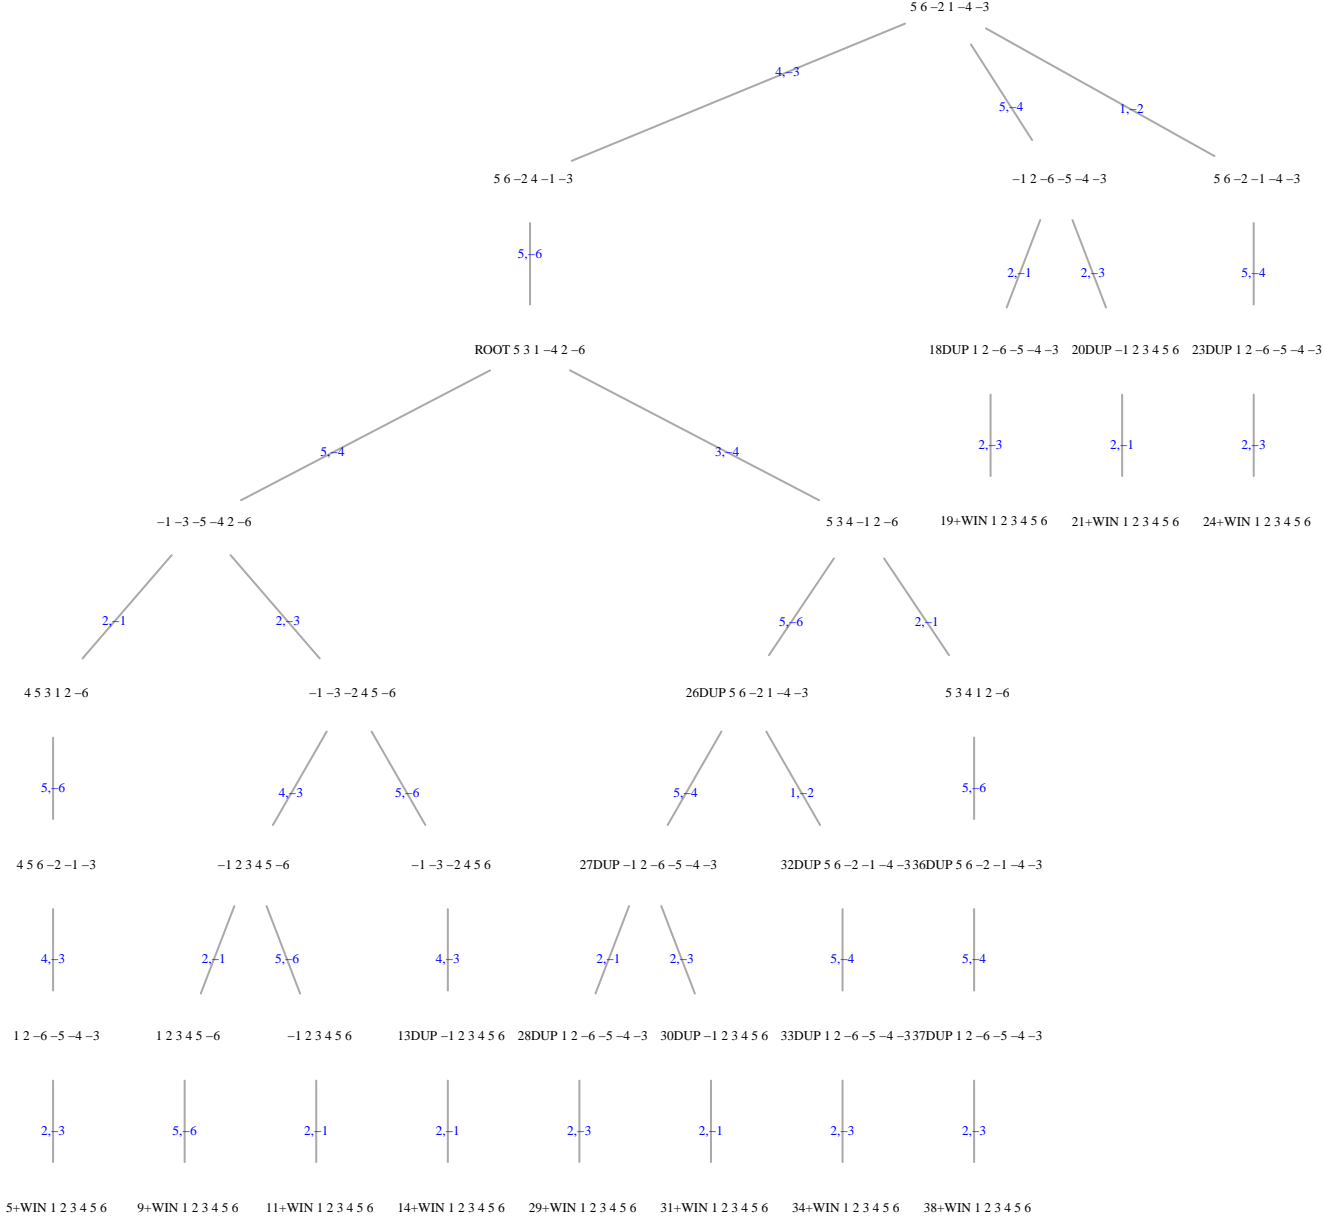 5 6 −2 1 −4 −3
4,−3
5,−4
1,−2
5 6 −2 4 −1 −3
−1 2 −6 −5 −4 −3
5 6 −2 −1 −4 −3
5,−6
2,−1
2,−3
5,−4
ROOT 5 3 1 −4 2 −6
18DUP 1 2 −6 −5 −4 −3
20DUP −1 2 3 4 5 6
23DUP 1 2 −6 −5 −4 −3
5,−4
3,−4
2,−3
2,−1
2,−3
−1 −3 −5 −4 2 −6
5 3 4 −1 2 −6
19+WIN 1 2 3 4 5 6
21+WIN 1 2 3 4 5 6
24+WIN 1 2 3 4 5 6
2,−1
2,−3
5,−6
2,−1
4 5 3 1 2 −6
−1 −3 −2 4 5 −6
26DUP 5 6 −2 1 −4 −3
5 3 4 1 2 −6
5,−6
4,−3
5,−6
5,−4
1,−2
5,−6
4 5 6 −2 −1 −3
−1 2 3 4 5 −6
−1 −3 −2 4 5 6
27DUP −1 2 −6 −5 −4 −3
32DUP 5 6 −2 −1 −4 −3
36DUP 5 6 −2 −1 −4 −3
4,−3
2,−1
5,−6
4,−3
2,−1
2,−3
5,−4
5,−4
1 2 −6 −5 −4 −3
1 2 3 4 5 −6
−1 2 3 4 5 6
13DUP −1 2 3 4 5 6
28DUP 1 2 −6 −5 −4 −3
30DUP −1 2 3 4 5 6
33DUP 1 2 −6 −5 −4 −3
37DUP 1 2 −6 −5 −4 −3
2,−3
5,−6
2,−1
2,−1
2,−3
2,−1
2,−3
2,−3
5+WIN 1 2 3 4 5 6
9+WIN 1 2 3 4 5 6
11+WIN 1 2 3 4 5 6
14+WIN 1 2 3 4 5 6
29+WIN 1 2 3 4 5 6
31+WIN 1 2 3 4 5 6
34+WIN 1 2 3 4 5 6
38+WIN 1 2 3 4 5 6